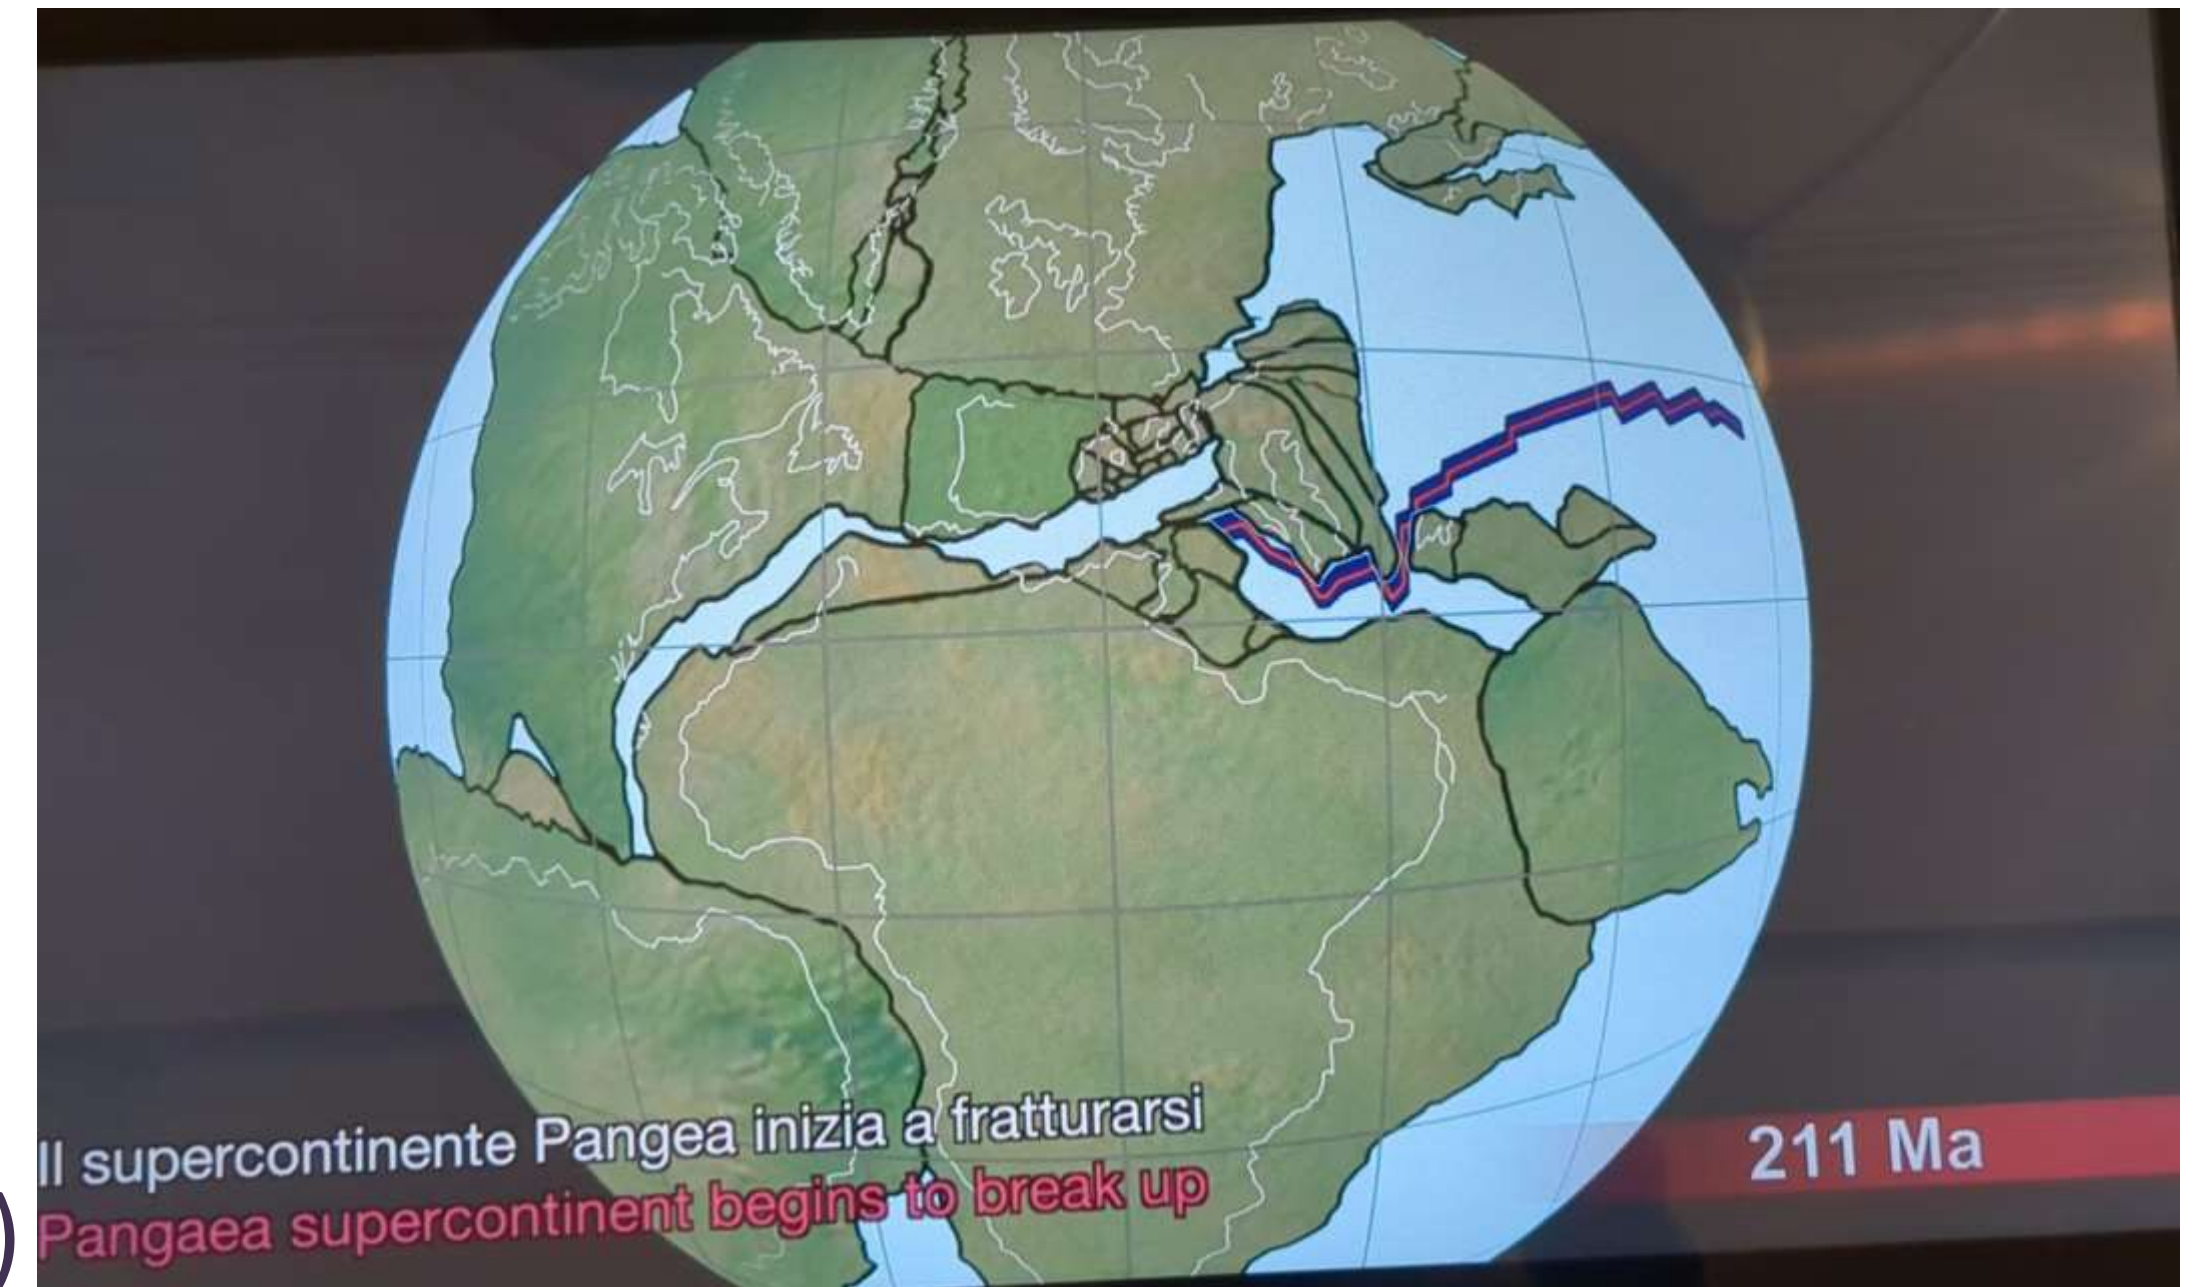 Il supercontinente Pangea inizia a fratturarsi
Pangaea supercontinent begins to break up
211 Ma
)